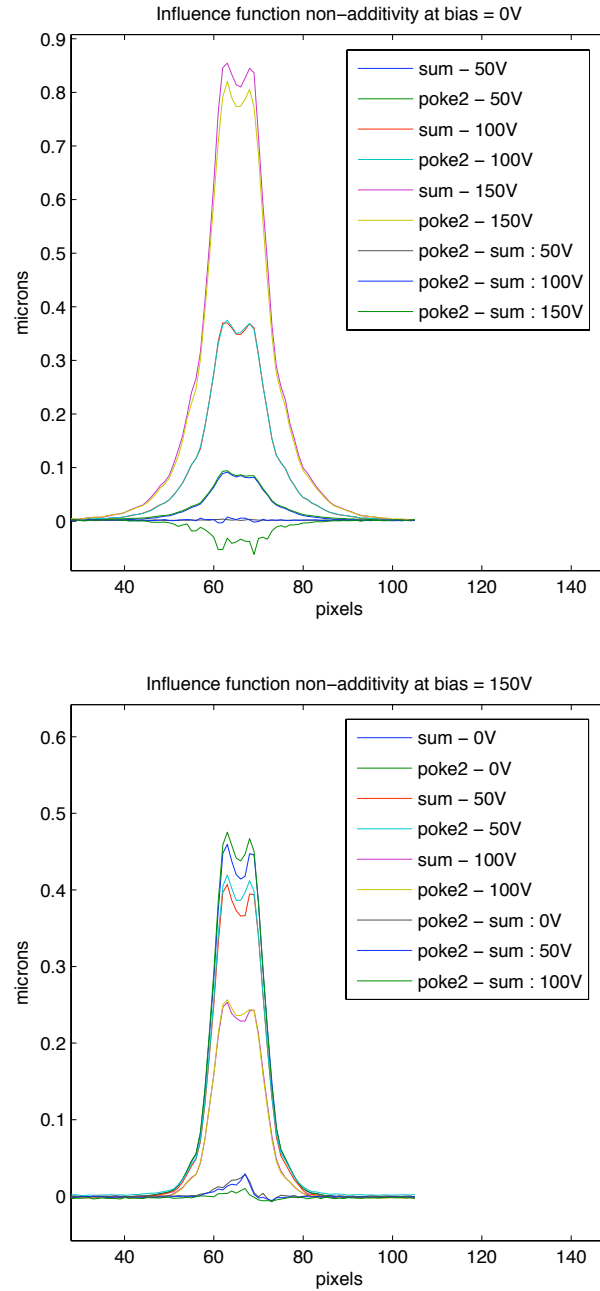 Influence function non−additivity at bias = 0V
0.9
0.8
0.7
0.6
0.5
0.4
0.3
0.2
0.1
0
microns
sum − 50V
poke2 − 50V
sum − 100V
poke2 − 100V
sum − 150V
poke2 − 150V
poke2 − sum : 50V
poke2 − sum : 100V
poke2 − sum : 150V
40 60 80 100 120 140
pixels
Influence function non−additivity at bias = 150V
0.6
0.5
0.4
0.3
0.2
0.1
0
microns
sum − 0V
poke2 − 0V
sum − 50V
poke2 − 50V
sum − 100V
poke2 − 100V
poke2 − sum : 0V
poke2 − sum : 50V
poke2 − sum : 100V
40 60 80 100 120 140
pixels